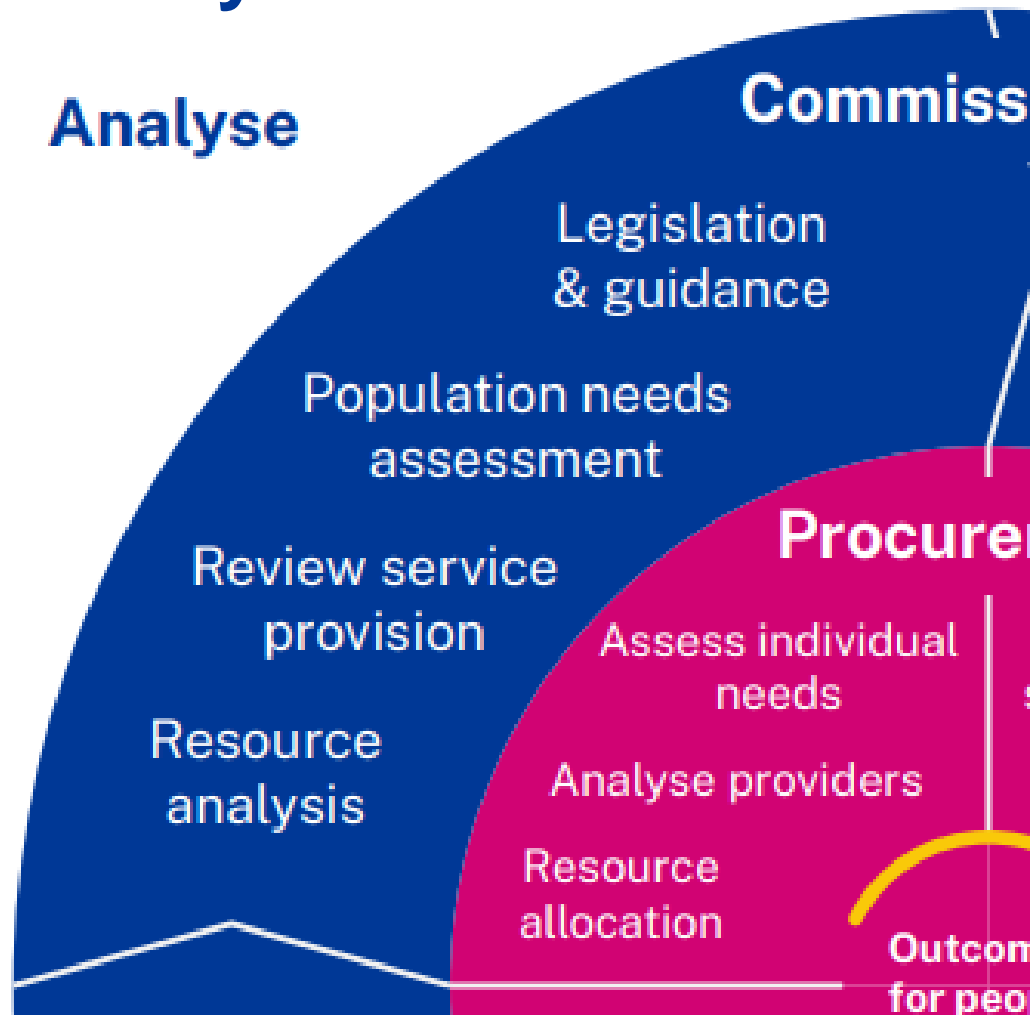 Analyse
Commiss
Legislation
& guidance
Population needs
assessment
Review service
provision
Resource
analysis
Procure
Assess individual
needs
Analyse providers
Resource
allocation
Outcom
for peo